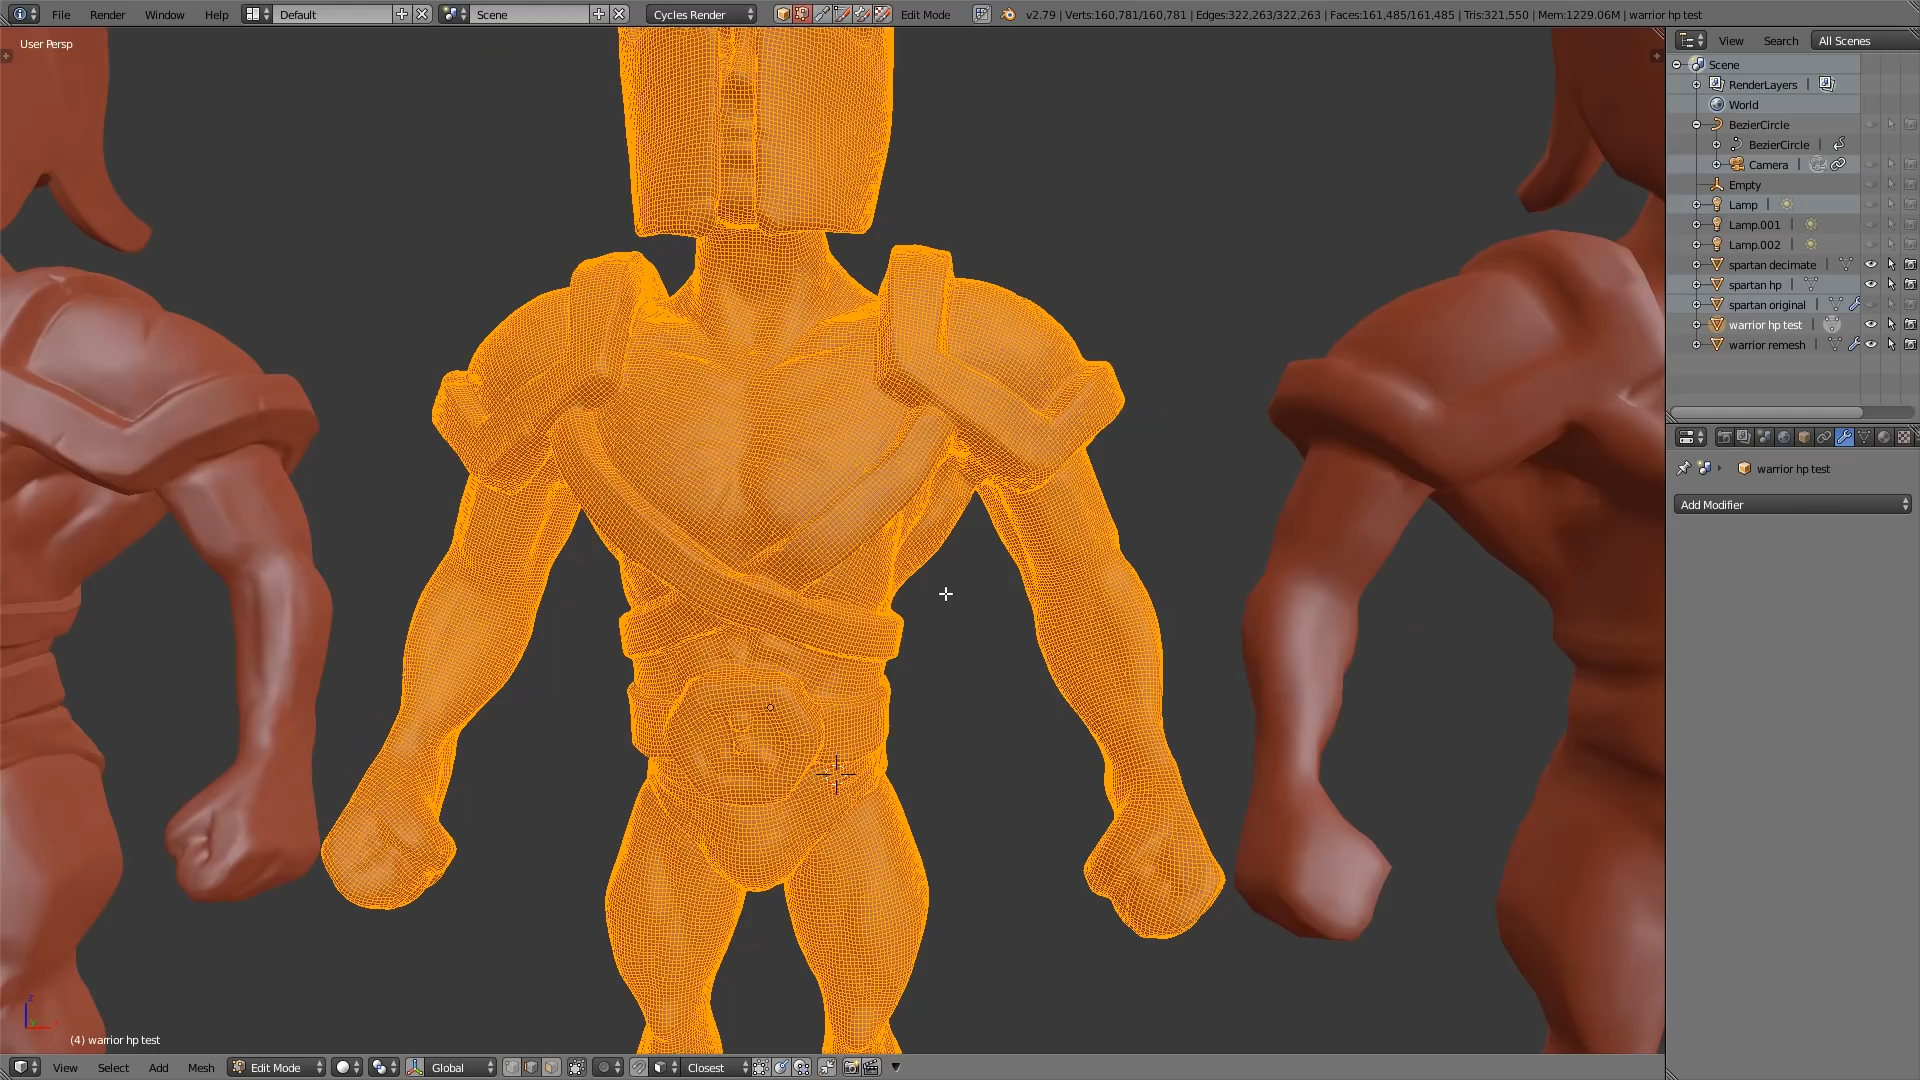 File Render Window Help Default Scene Cycles Render Edit Mode v2.79 | Verts:160,781/160,781 | Edges:322,263/322,263 | Faces:161,485/161,485 | Tris:321,550 | Mem:1229.06M | warrior hp test
User Persp
View Search All Scenes
Scene
RenderLayers |
World
BezierCircle
BezierCircle |
Camera |
Empty
Lamp |
Lamp.001 |
Lamp.002 |
spartan decimate |
spartan hp |
spartan original |
warrior hp test |
warrior remesh |
warrior hp test
Add Modifier
z
y
x
(4) warrior hp test
View Select Add Mesh Edit Mode Global Closest